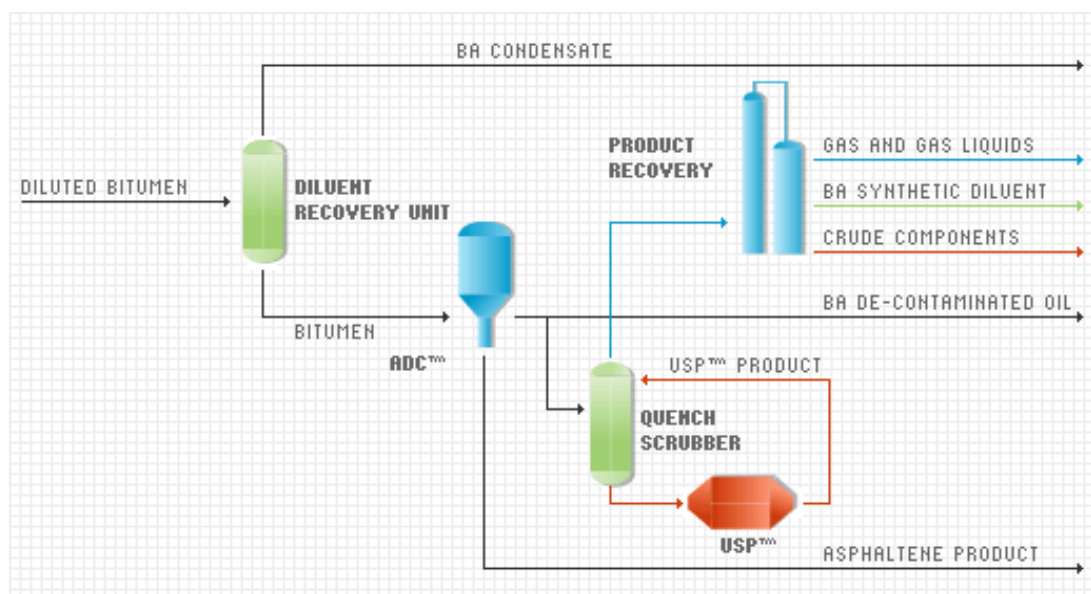 BA CONDENSATE
PRODUCT
RECOVERY
GAS AND GAS LIQUIDS
DILUTED BITUMEN
DILUENT
RECOVERY UNIT
BA SYNTHETIC DILUENT
CRUDE COMPONENTS
BA DE-CONTAMINATED OIL
BITUMEN
ADC™
USP™ PRODUCT
QUENCH
SCRUBBER
USP™
ASPHALTENE PRODUCT